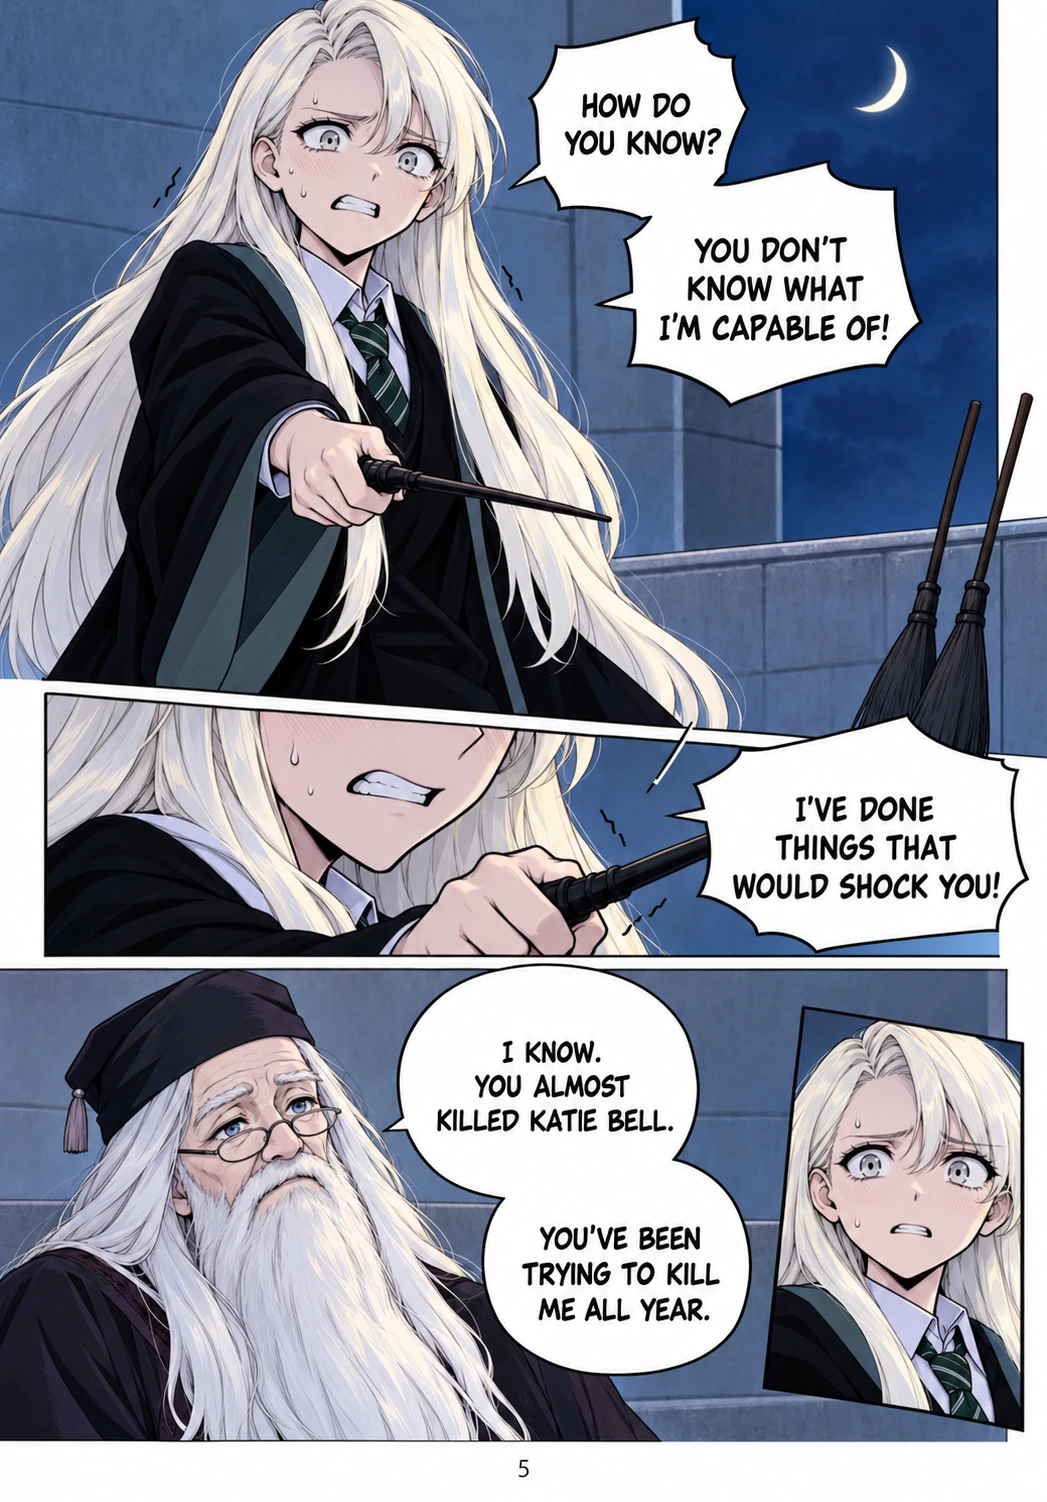 HOW DO
YOU KNOW?
YOU DON'T
KNOW WHAT
I'M CAPABLE OF!
I'VE DONE
THINGS THAT
WOULD SHOCK YOU!
I KNOW.
YOU ALMOST
KILLED KATIE BELL.
YOU'VE BEEN
TRYING TO KILL
ME ALL YEAR.
5